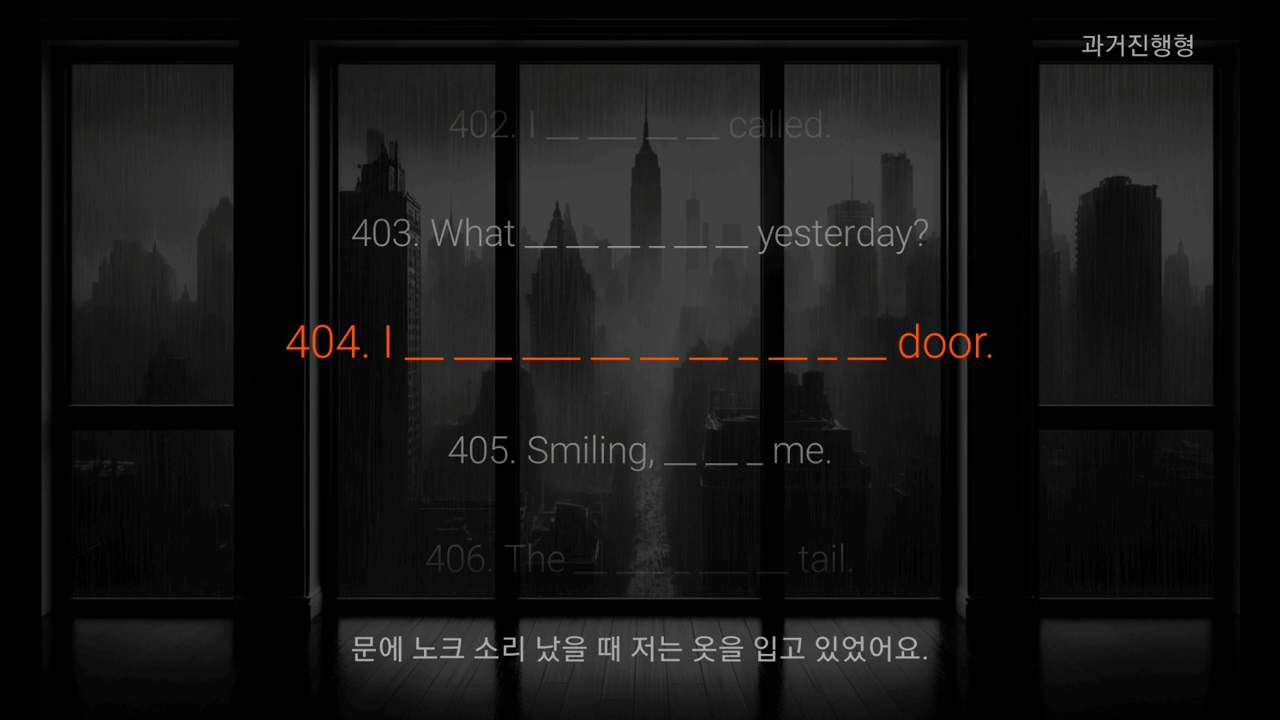 과거진행형
402. I __ ___ __ __ called.
403. What __ __ __ _ __ __ yesterday?
404. I __ ___ ___ __ __ __ _ __ _ __ door.
405. Smiling, __ __ _ me.
406. The __ __ _ _ __ __ tail.
문에 노크 소리 났을 때 저는 옷을 입고 있었어요.